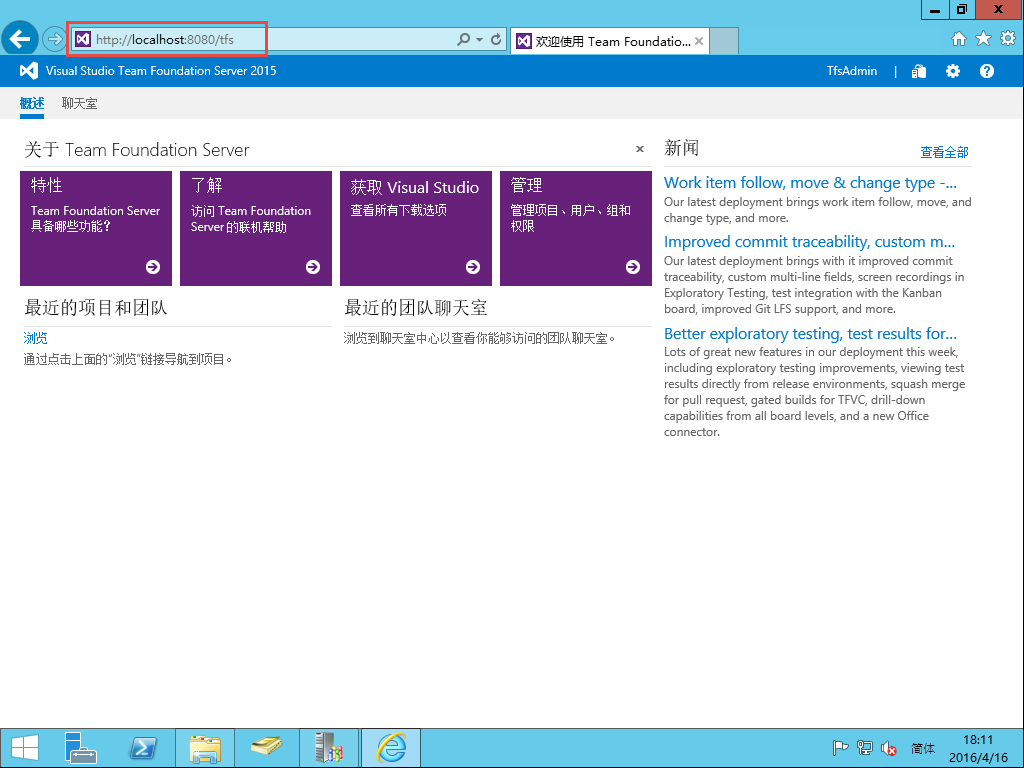 http://localhost:8080/tfs
欢迎使用 Team Foundatio...
Visual Studio Team Foundation Server 2015
TfsAdmin
概述
聊天室
关于 Team Foundation Server
特性
Team Foundation Server
具备哪些功能?
了解
访问 Team Foundation
Server 的联机帮助
获取 Visual Studio
查看所有下载选项
管理
管理项目、用户、组和
权限
最近的项目和团队
浏览
通过点击上面的“浏览”链接导航到项目。
最近的团队聊天室
浏览到聊天室中心以查看你能够访问的团队聊天室。
新闻
查看全部
Work item follow, move & change type -...
Our latest deployment brings work item follow, move, and
change type, and more.
Improved commit traceability, custom m...
Our latest deployment brings with it improved commit
traceability, custom multi-line fields, screen recordings in
Exploratory Testing, test integration with the Kanban
board, improved Git LFS support, and more.
Better exploratory testing, test results for...
Lots of great new features in our deployment this week,
including exploratory testing improvements, viewing test
results directly from release environments, squash merge
for pull request, gated builds for TFVC, drill-down
capabilities from all board levels, and a new Office
connector.
简体
18:11
2016/4/16